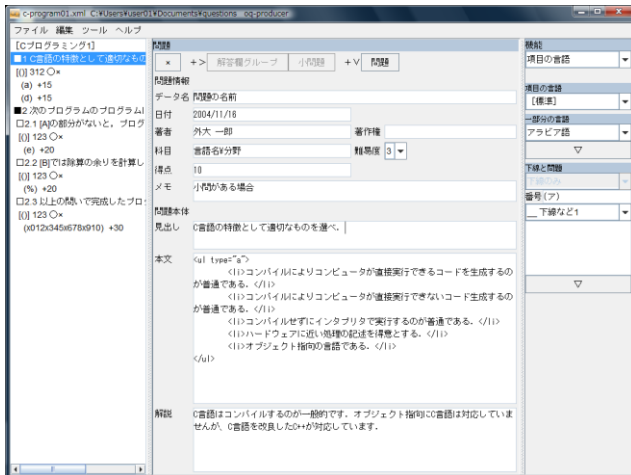 c-program01.xml C:¥Users¥user01¥Documents¥questions oq-producer
ファイル 編集 ツール ヘルプ
[Cプログラミング1]
■1 C言語の特徴として適切なもの
[()] 312 ○×
(a) +15
(d) +15
■2 次のプログラムのプログラム
□2.1 [A]の部分がないと，プログ
[()] 123 ○×
(e) +20
□2.2 [B]では除算の余りを計算し
[()] 123 ○×
(%) +20
□2.3 以上の問いで完成したプロ
[()] 123 ○×
(x012x345x678x910) +30
問題
× +> 解答欄グループ 小問題 +∨ 問題
問題情報
データ名 問題の名前
日付 2004/11/16
著者 外大 一郎 著作権
科目 言語名¥分野 難易度 3
得点 10
メモ 小問がある場合
問題本体
見出し C言語の特徴として適切なものを選べ．
本文 <ul type="a">
<li>コンパイルによりコンピュータが直接実行できるコードを生成するの
が普通である．</li>
<li>コンパイルによりコンピュータが直接実行できないコード生成するの
が普通である．</li>
<li>コンパイルせずにインタプリタで実行するのが普通である．</li>
<li>ハードウェアに近い処理の記述を得意とする．</li>
<li>オブジェクト指向の言語である．</li>
</ul>
解説 C言語はコンパイルするのが一般的です．オブジェクト指向にC言語は対応していま
せんが，C言語を改良したC++が対応しています．
機能
項目の言語
項目の言語
[標準]
一部分の言語
アラビア語
▽
下線と問題
下線のみ
番号(ア)
__下線など1
▽